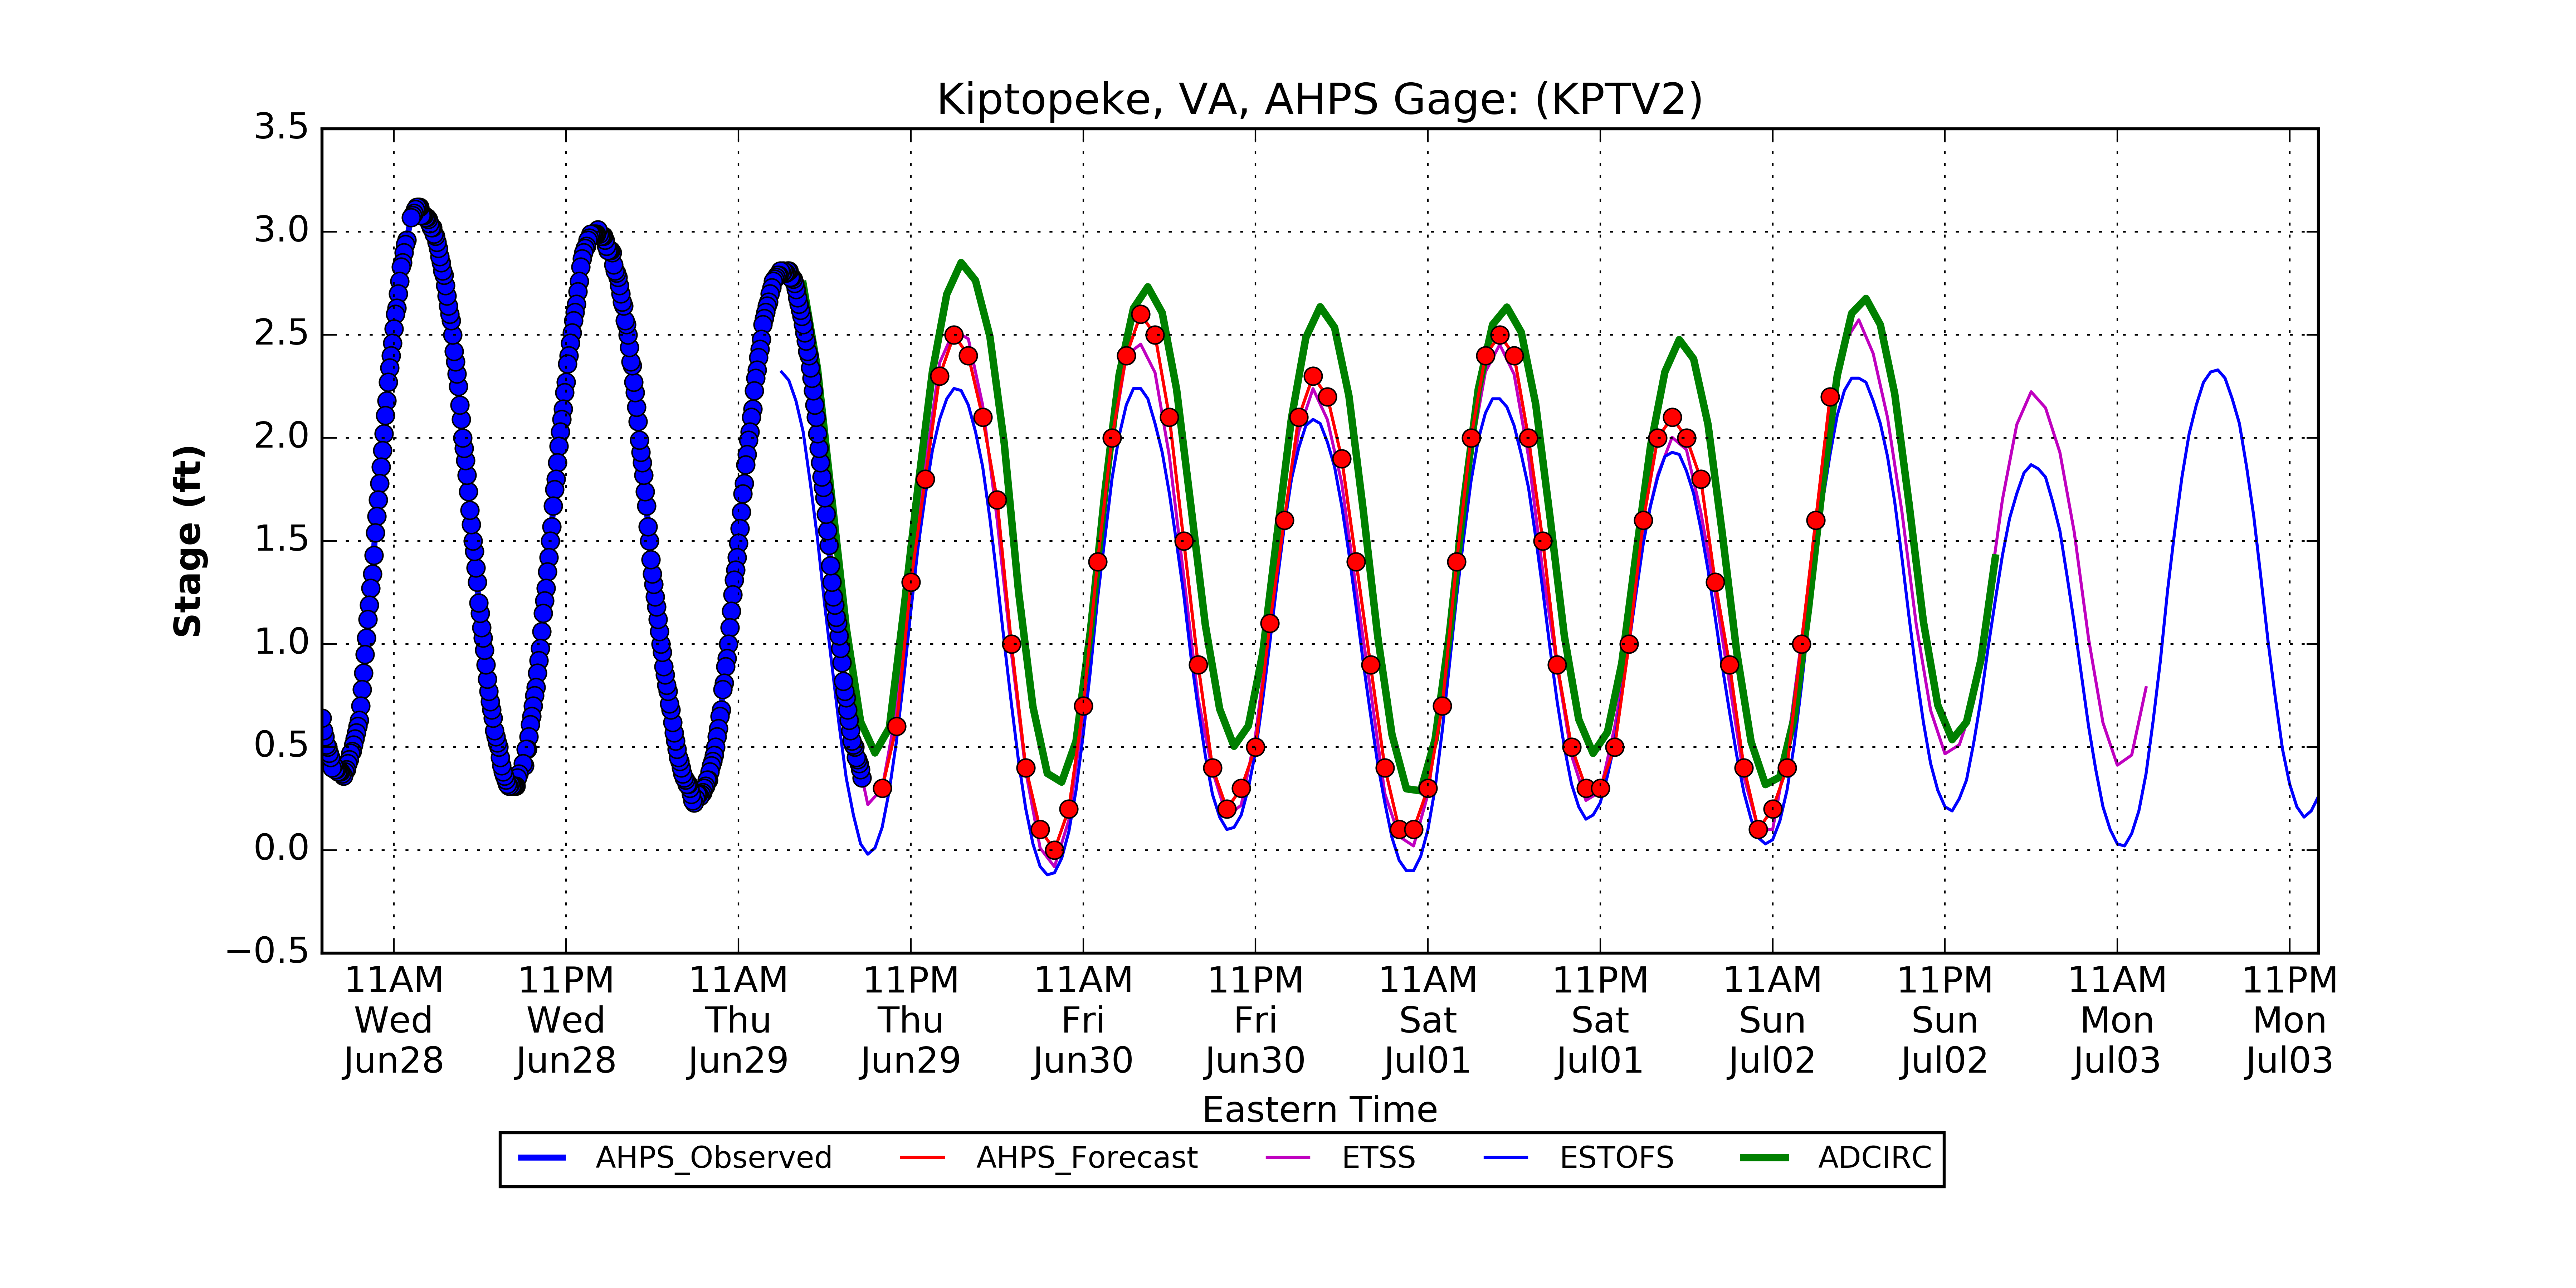 Kiptopeke, VA, AHPS Gage: (KPTV2)
3.5
3.0
2.5
2.0
1.5
1.0
0.5
0.0
−0.5
Stage (ft)
11AM 11PM 11AM 11PM 11AM 11PM 11AM 11PM 11AM 11PM 11AM 11PM
Wed Wed Thu Thu Fri Fri Sat Sat Sun Sun Mon Mon
Jun28 Jun28 Jun29 Jun29 Jun30 Jun30 Jul01 Jul01 Jul02 Jul02 Jul03 Jul03
Eastern Time
AHPS_Observed AHPS_Forecast ETSS ESTOFS ADCIRC